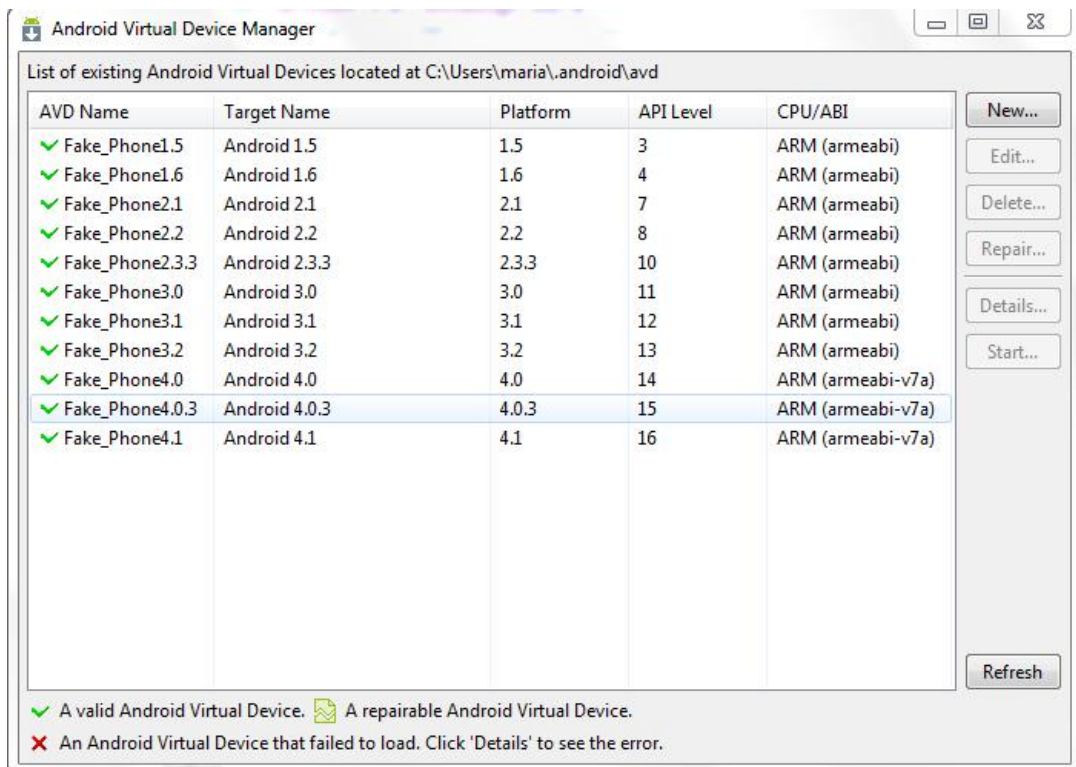 Android Virtual Device Manager
List of existing Android Virtual Devices located at C:\Users\maria\.android\avd
AVD Name Target Name Platform API Level CPU/ABI
Fake_Phone1.5 Android 1.5 1.5 3 ARM (armeabi)
Fake_Phone1.6 Android 1.6 1.6 4 ARM (armeabi)
Fake_Phone2.1 Android 2.1 2.1 7 ARM (armeabi)
Fake_Phone2.2 Android 2.2 2.2 8 ARM (armeabi)
Fake_Phone2.3.3 Android 2.3.3 2.3.3 10 ARM (armeabi)
Fake_Phone3.0 Android 3.0 3.0 11 ARM (armeabi)
Fake_Phone3.1 Android 3.1 3.1 12 ARM (armeabi)
Fake_Phone3.2 Android 3.2 3.2 13 ARM (armeabi)
Fake_Phone4.0 Android 4.0 4.0 14 ARM (armeabi-v7a)
Fake_Phone4.0.3 Android 4.0.3 4.0.3 15 ARM (armeabi-v7a)
Fake_Phone4.1 Android 4.1 4.1 16 ARM (armeabi-v7a)
New...
Edit...
Delete...
Repair...
Details...
Start...
Refresh
A valid Android Virtual Device. A repairable Android Virtual Device.
An Android Virtual Device that failed to load. Click 'Details' to see the error.